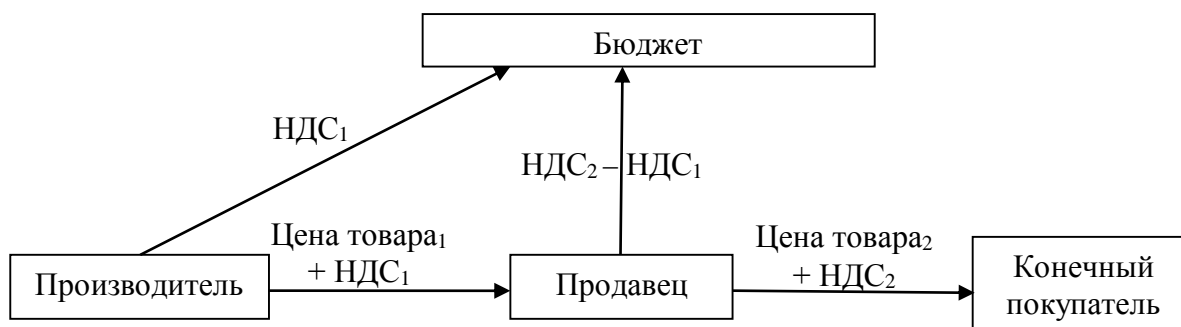 Бюджет
НДС₁
НДС₂ – НДС₁
Цена товара₁
+ НДС₁
Цена товара₂
+ НДС₂
Производитель
Продавец
Конечный
покупатель